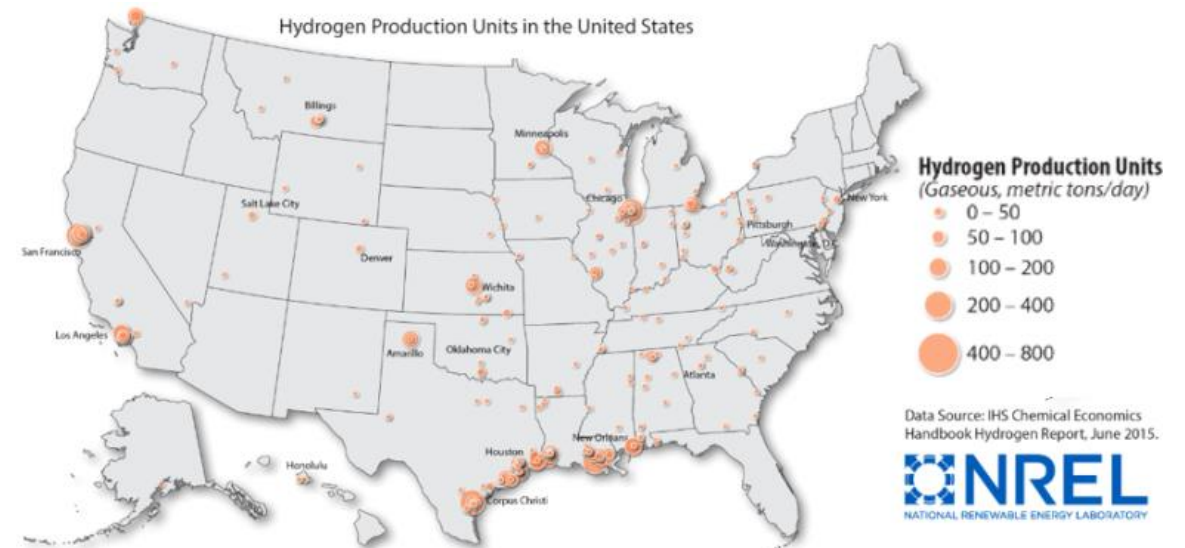 Hydrogen Production Units in the United States
Billings
Minneapolis
Chicago
Salt Lake City
New York
Pittsburgh
Washington, D.C.
San Francisco
Denver
Wichita
Los Angeles
Amarillo
Oklahoma City
Atlanta
New Orleans
Houston
Honolulu
Corpus Christi
Hydrogen Production Units
(Gaseous, metric tons/day)
0 – 50
50 – 100
100 – 200
200 – 400
400 – 800
Data Source: IHS Chemical Economics
Handbook Hydrogen Report, June 2015.
NREL
NATIONAL RENEWABLE ENERGY LABORATORY